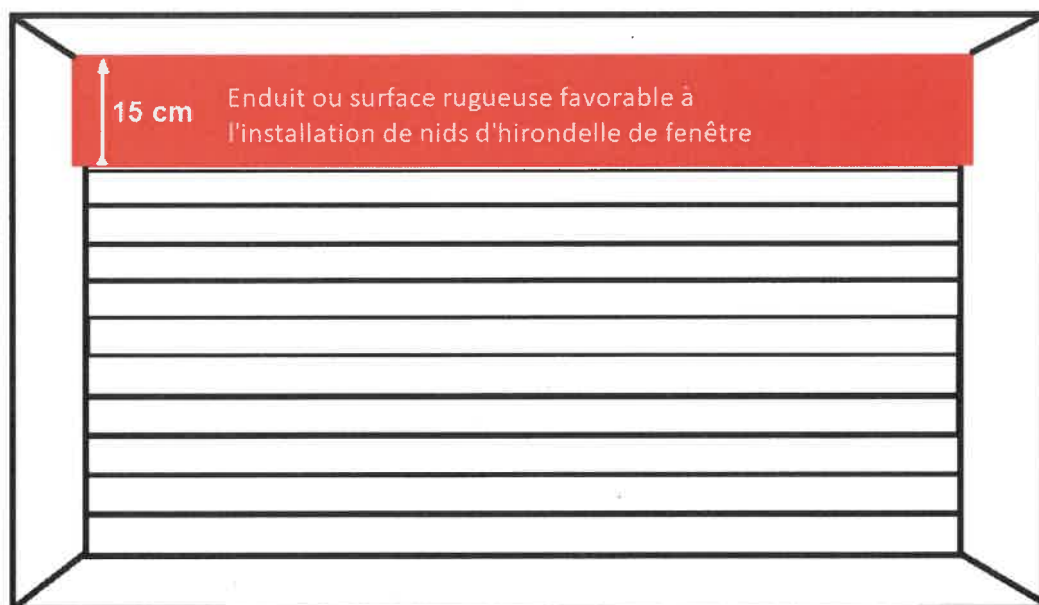 15 cm
Enduit ou surface rugueuse favorable à
l'installation de nids d'hirondelle de fenêtre